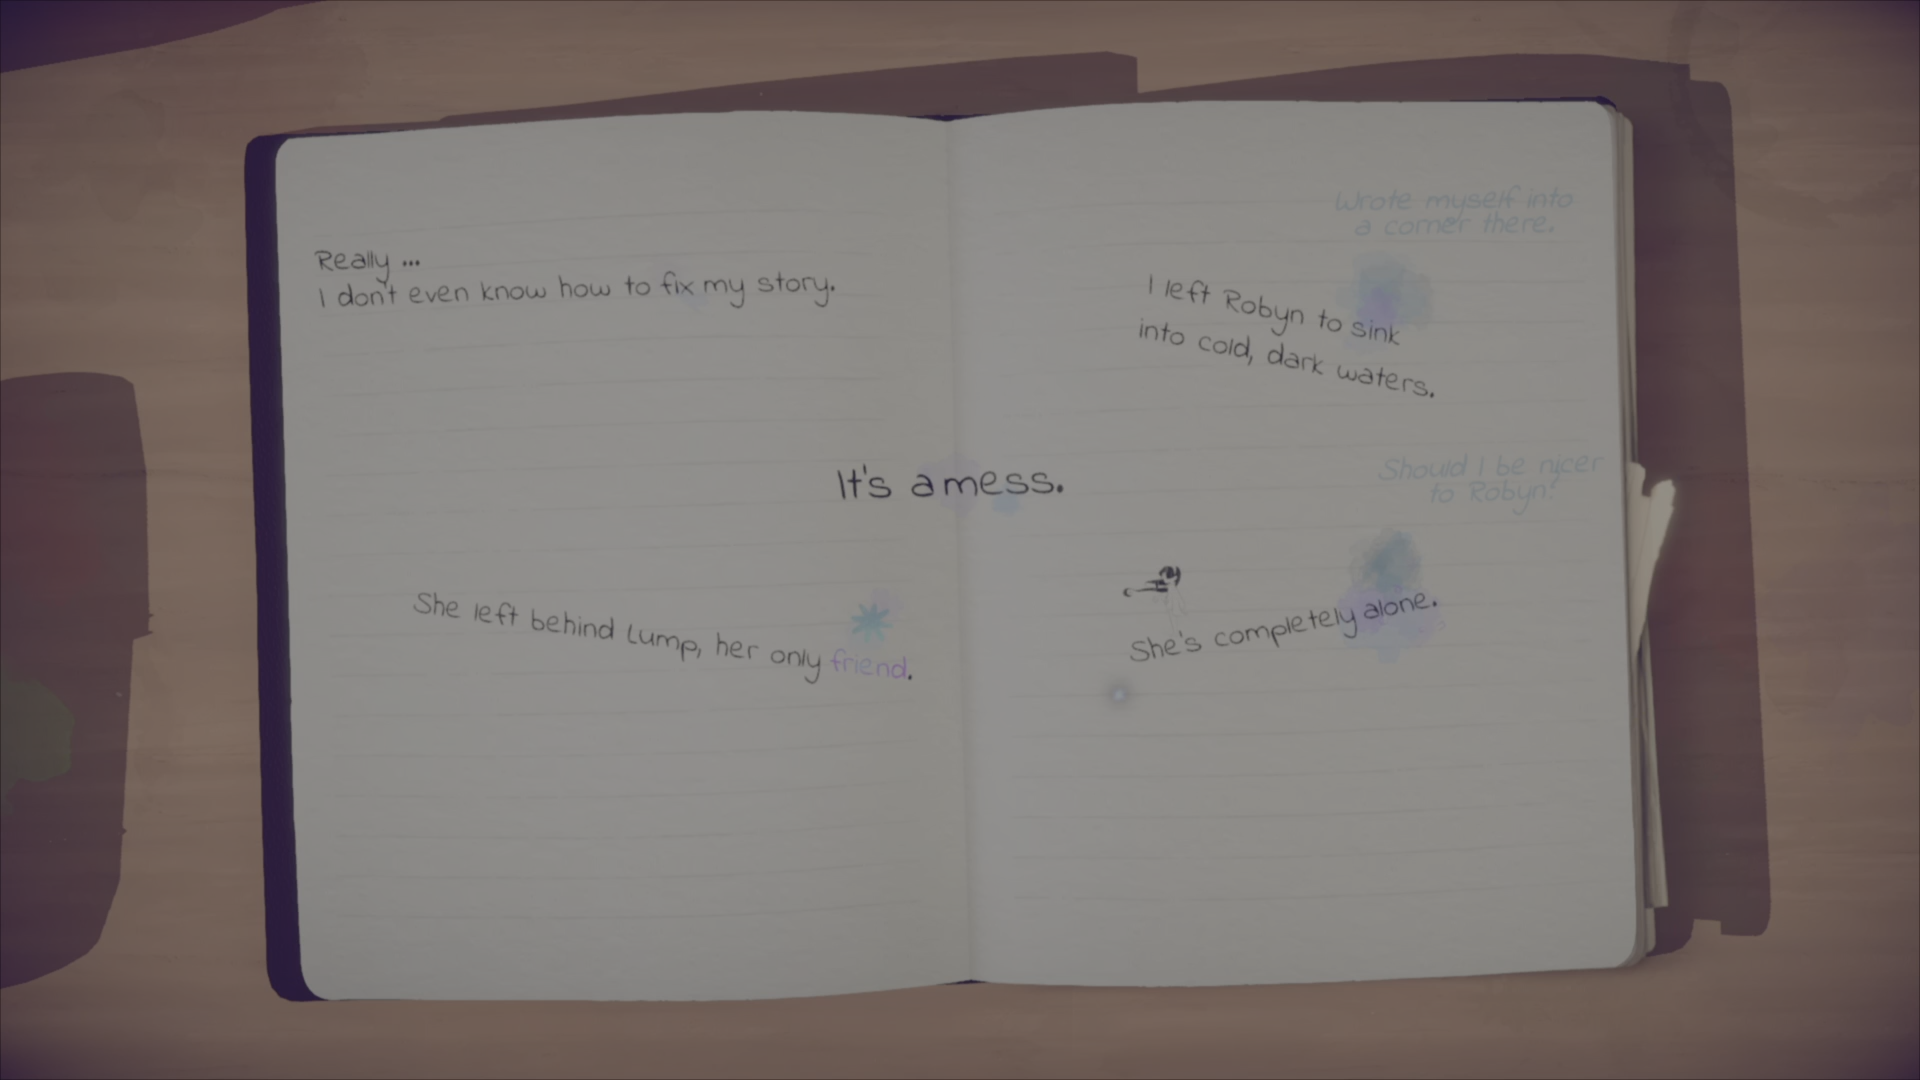 Really ...
I don't even know how to fix my story.
It's a mess.
She left behind Lump, her only friend.
Wrote myself into
a corner there.
I left Robyn to sink
into cold, dark waters.
Should I be nicer
to Robyn?
She's completely alone.